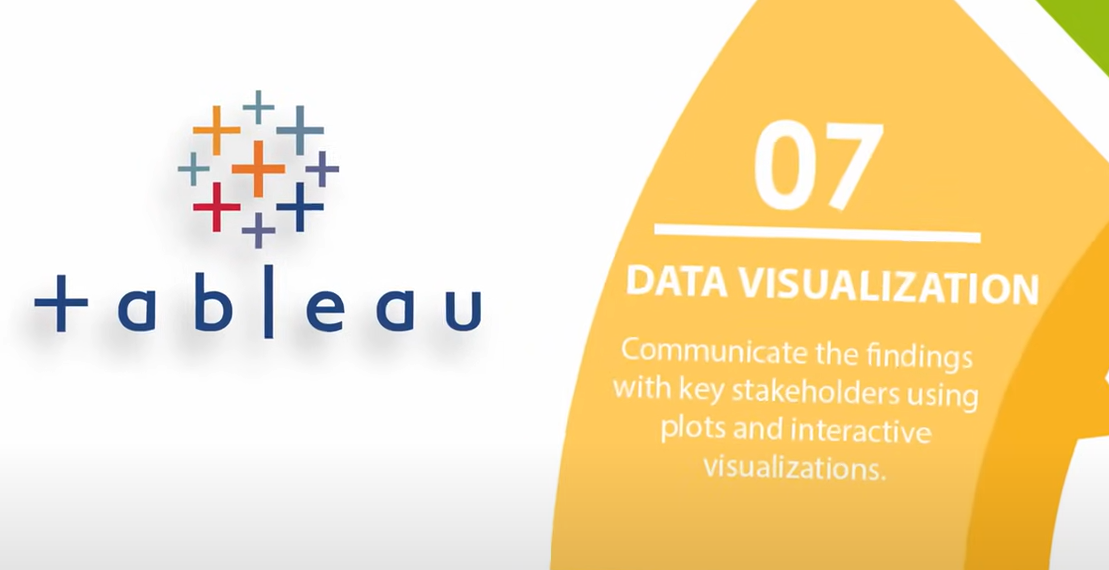 tableau
07
DATA VISUALIZATION
Communicate the findings
with key stakeholders using
plots and interactive
visualizations.